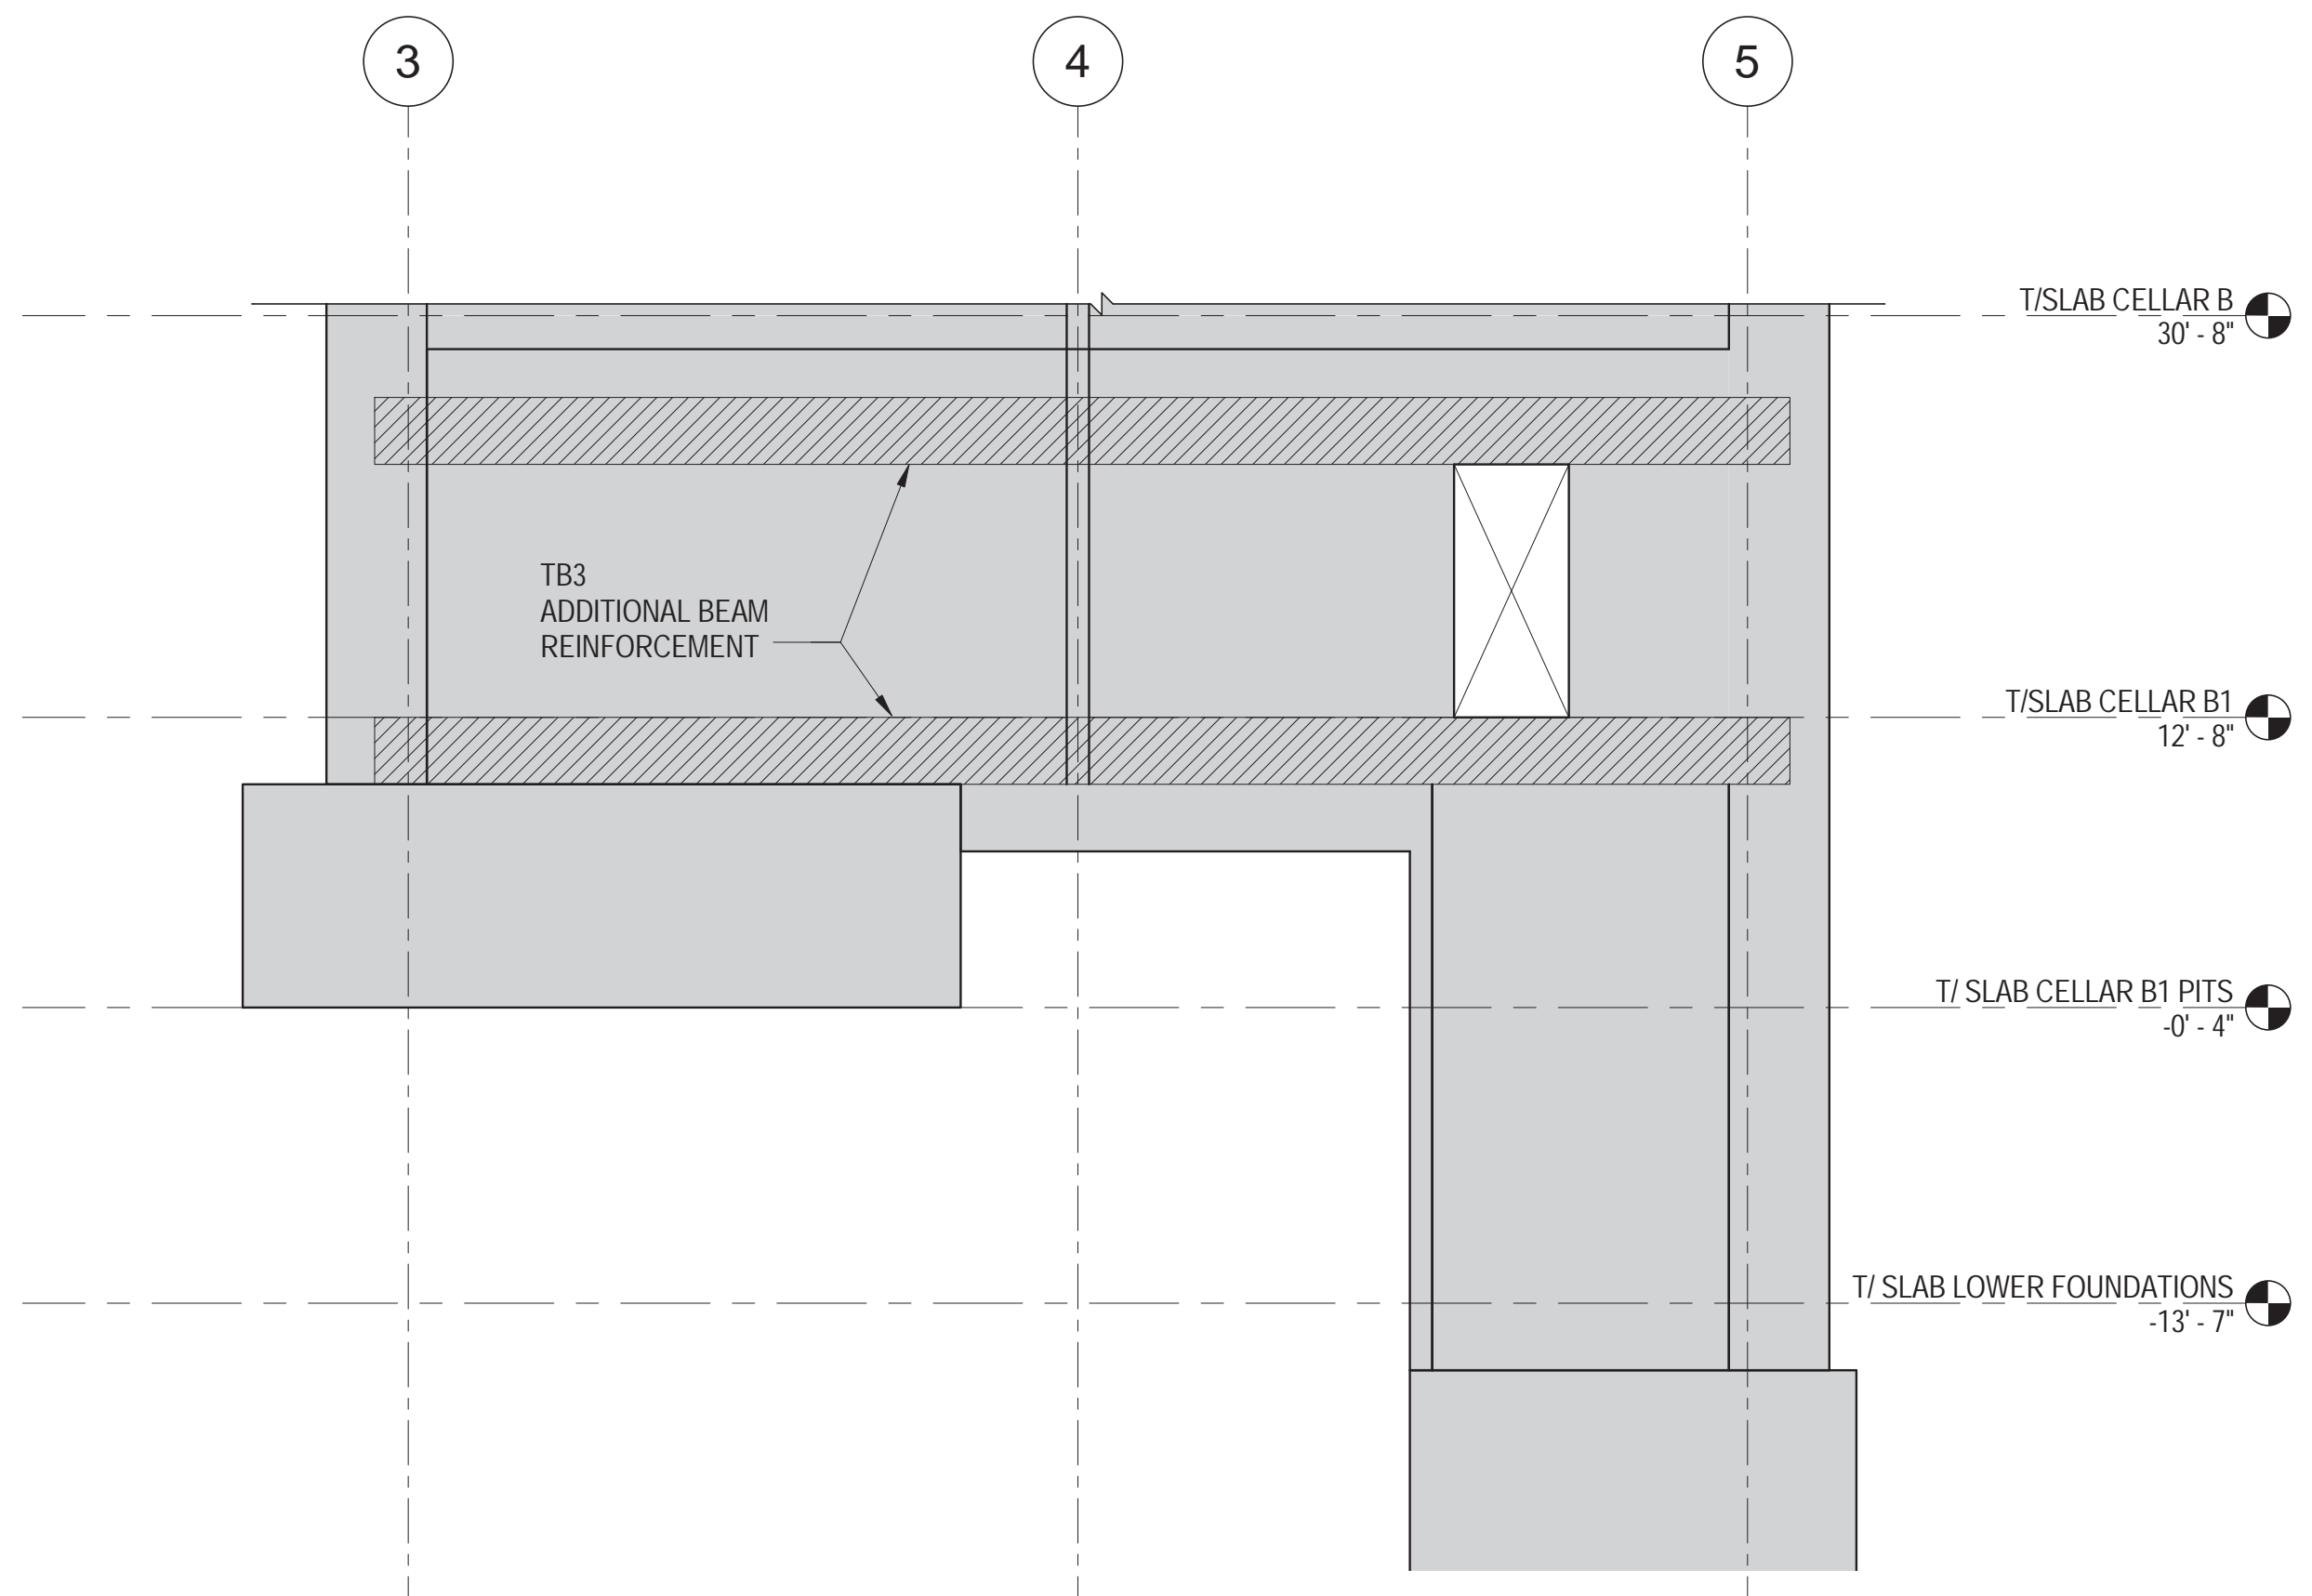 3
4
5
T/SLAB CELLAR B
30' - 8"
TB3
ADDITIONAL BEAM
REINFORCEMENT
T/SLAB CELLAR B1
12' - 8"
T/ SLAB CELLAR B1 PITS
-0' - 4"
T/ SLAB LOWER FOUNDATIONS
-13' - 7"